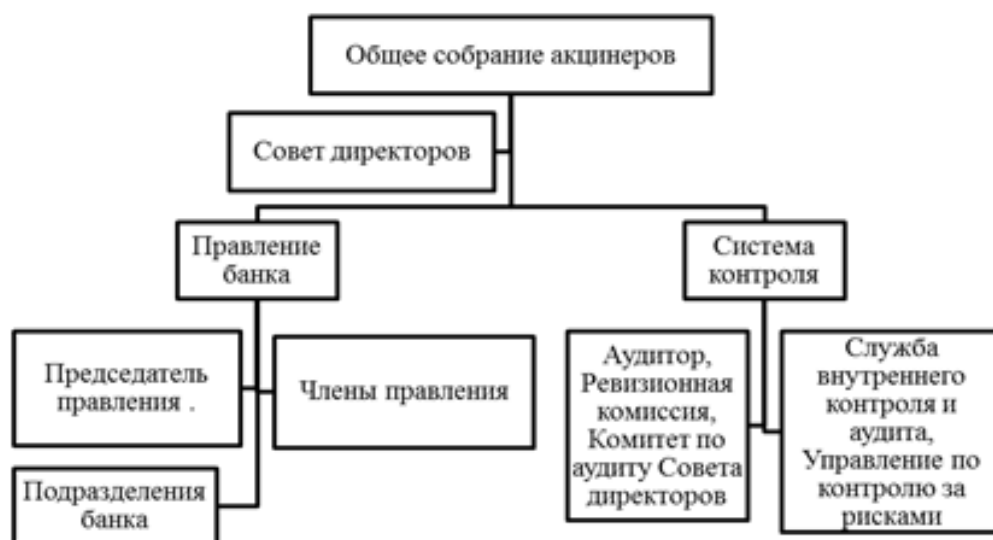 Общее собрание акцинеров
Совет директоров
Правление
банка
Система
контроля
Председатель
правления .
Члены правления
Подразделения
банка
Аудитор,
Ревизионная
комиссия,
Комитет по
аудиту Совета
директоров
Служба
внутреннего
контроля и
аудита,
Управление по
контролю за
рисками